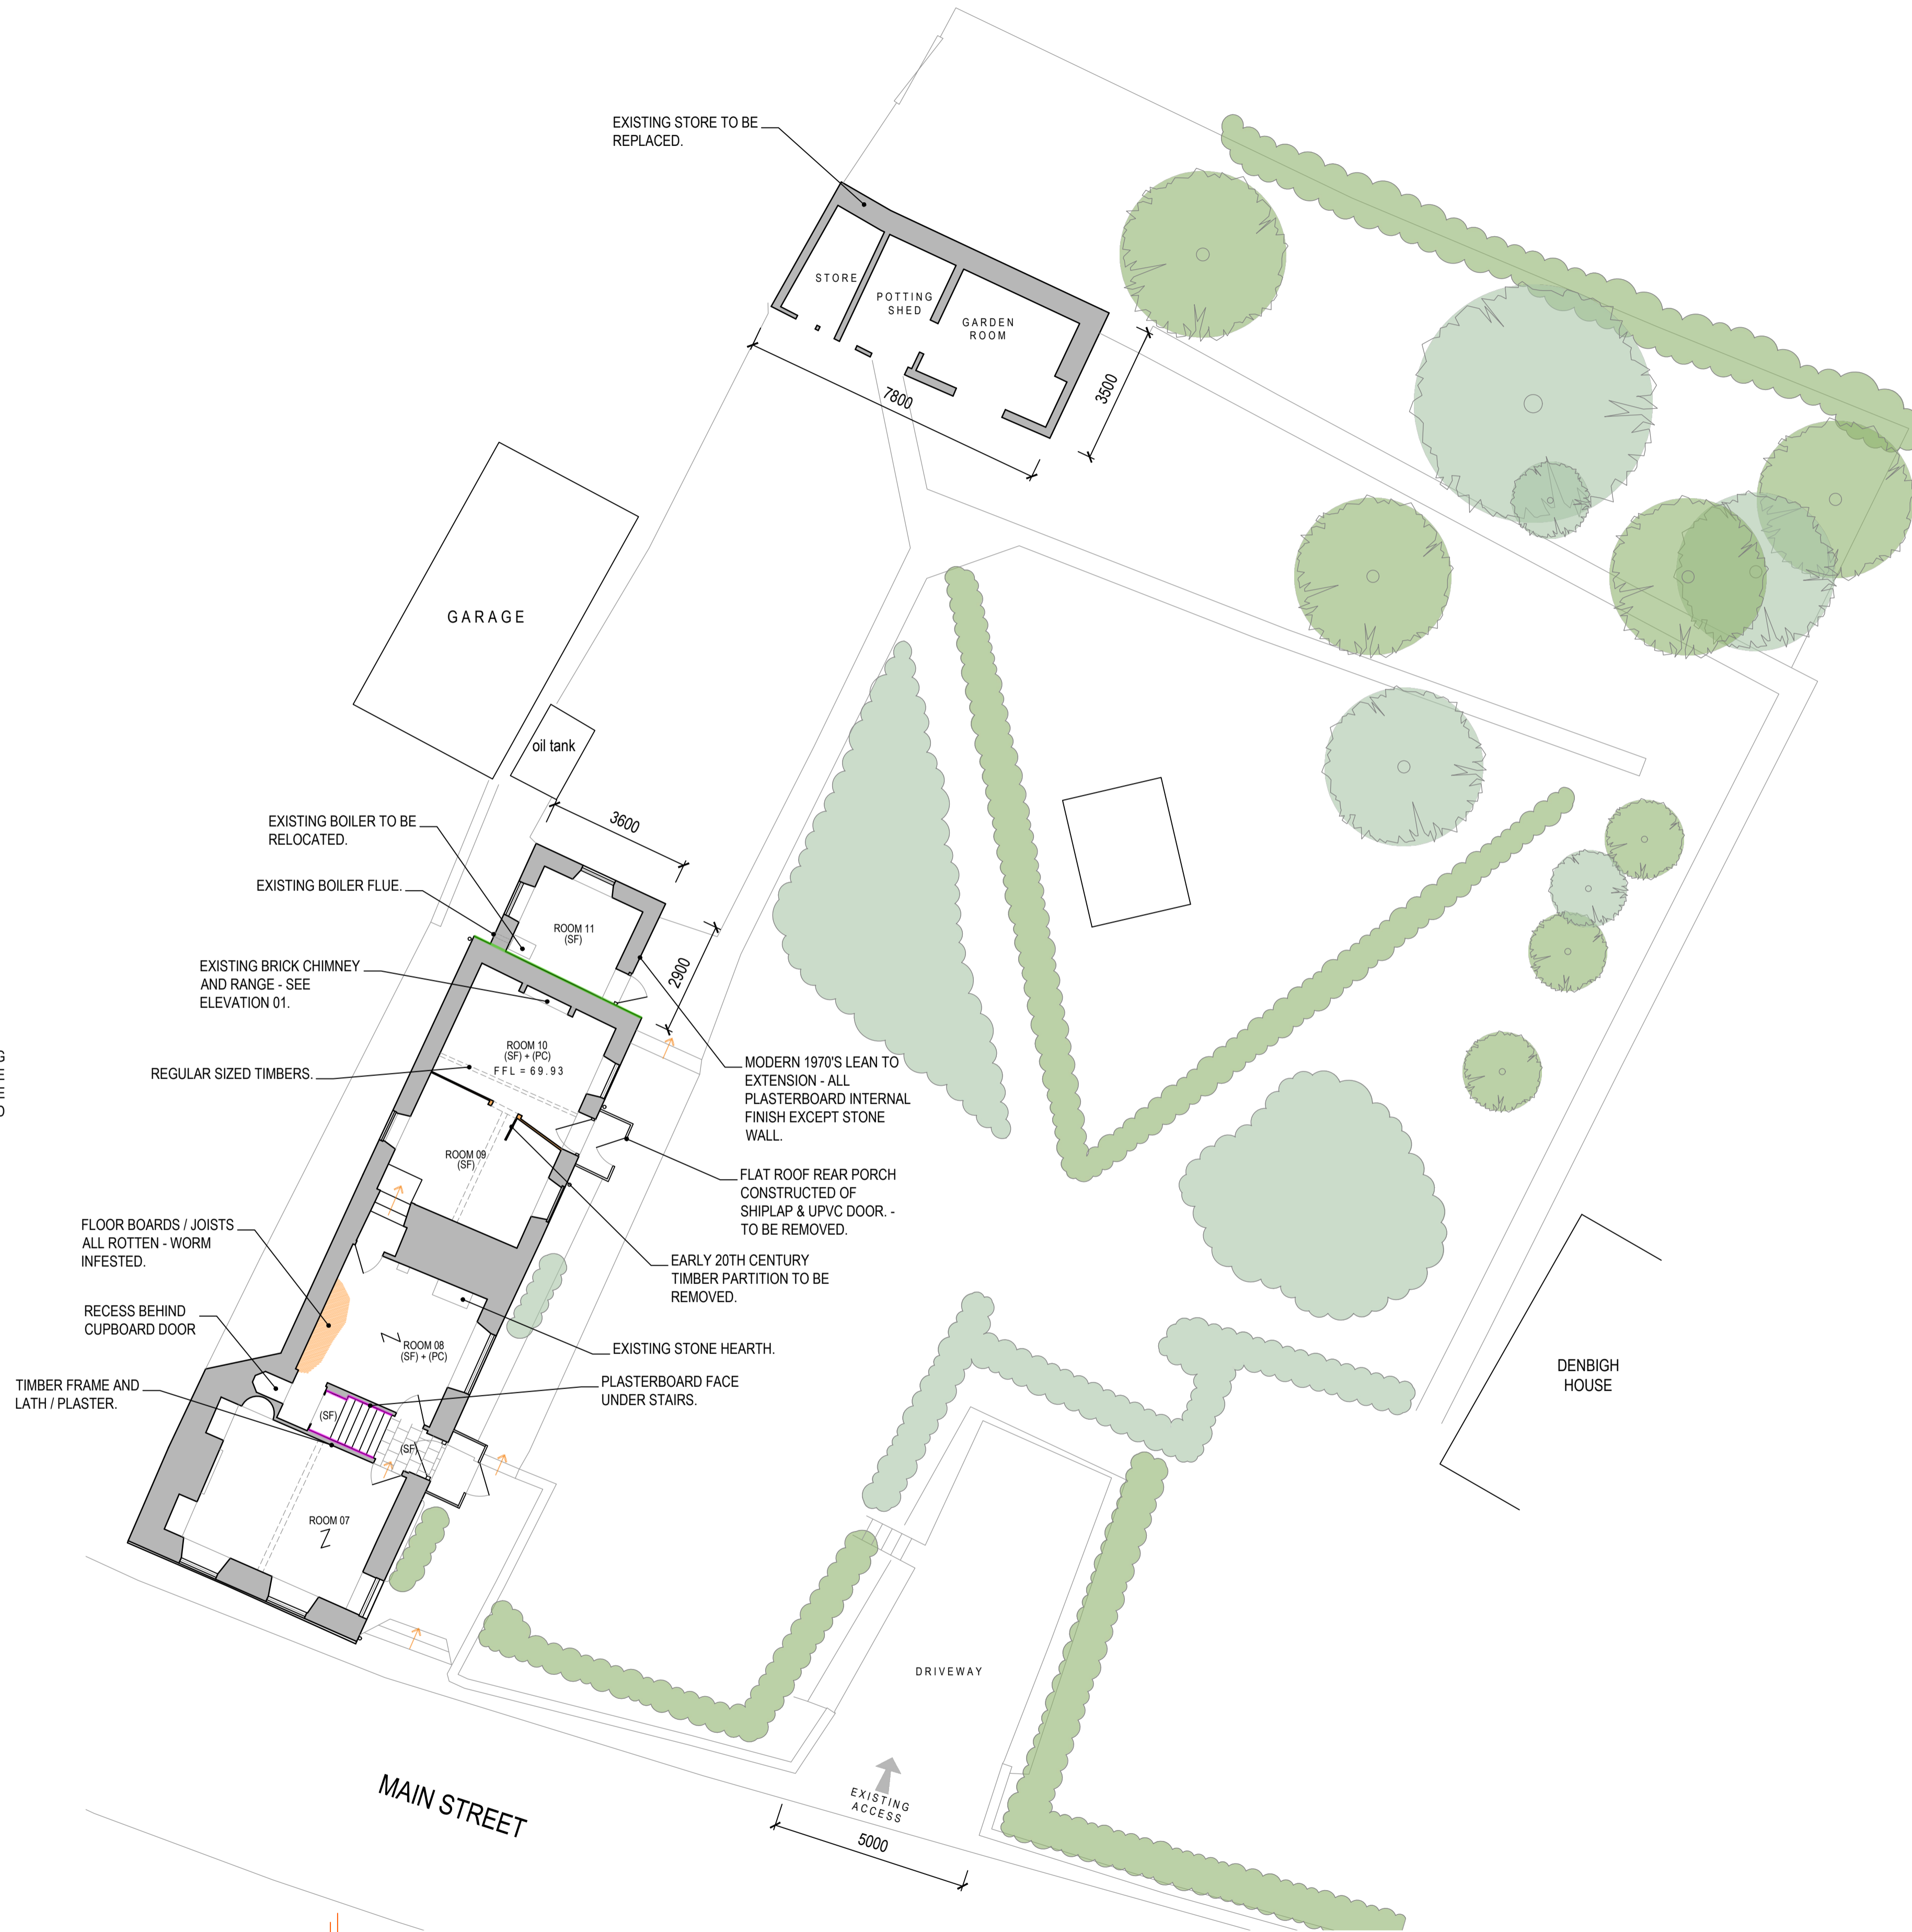 EXISTING STORE TO BE
REPLACED.
STORE
POTTING
SHED
GARDEN
ROOM
7800
3500
GARAGE
oil tank
3600
EXISTING BOILER TO BE
RELOCATED.
EXISTING BOILER FLUE.
ROOM 11
(SF)
EXISTING BRICK CHIMNEY
AND RANGE - SEE
ELEVATION 01.
2900
ROOM 10
(SF) + (PC)
FFL = 69.93
REGULAR SIZED TIMBERS.
MODERN 1970'S LEAN TO
EXTENSION - ALL
PLASTERBOARD INTERNAL
FINISH EXCEPT STONE
WALL.
G
E
E
D
ROOM 09
(SF)
FLAT ROOF REAR PORCH
CONSTRUCTED OF
SHIPLAP & UPVC DOOR. -
TO BE REMOVED.
FLOOR BOARDS / JOISTS
ALL ROTTEN - WORM
INFESTED.
EARLY 20TH CENTURY
TIMBER PARTITION TO BE
REMOVED.
RECESS BEHIND
CUPBOARD DOOR
ROOM 08
(SF) + (PC)
EXISTING STONE HEARTH.
TIMBER FRAME AND
LATH / PLASTER.
PLASTERBOARD FACE
UNDER STAIRS.
(SF)
(SF)
ROOM 07
DENBIGH
HOUSE
DRIVEWAY
MAIN STREET
EXISTING
ACCESS
5000